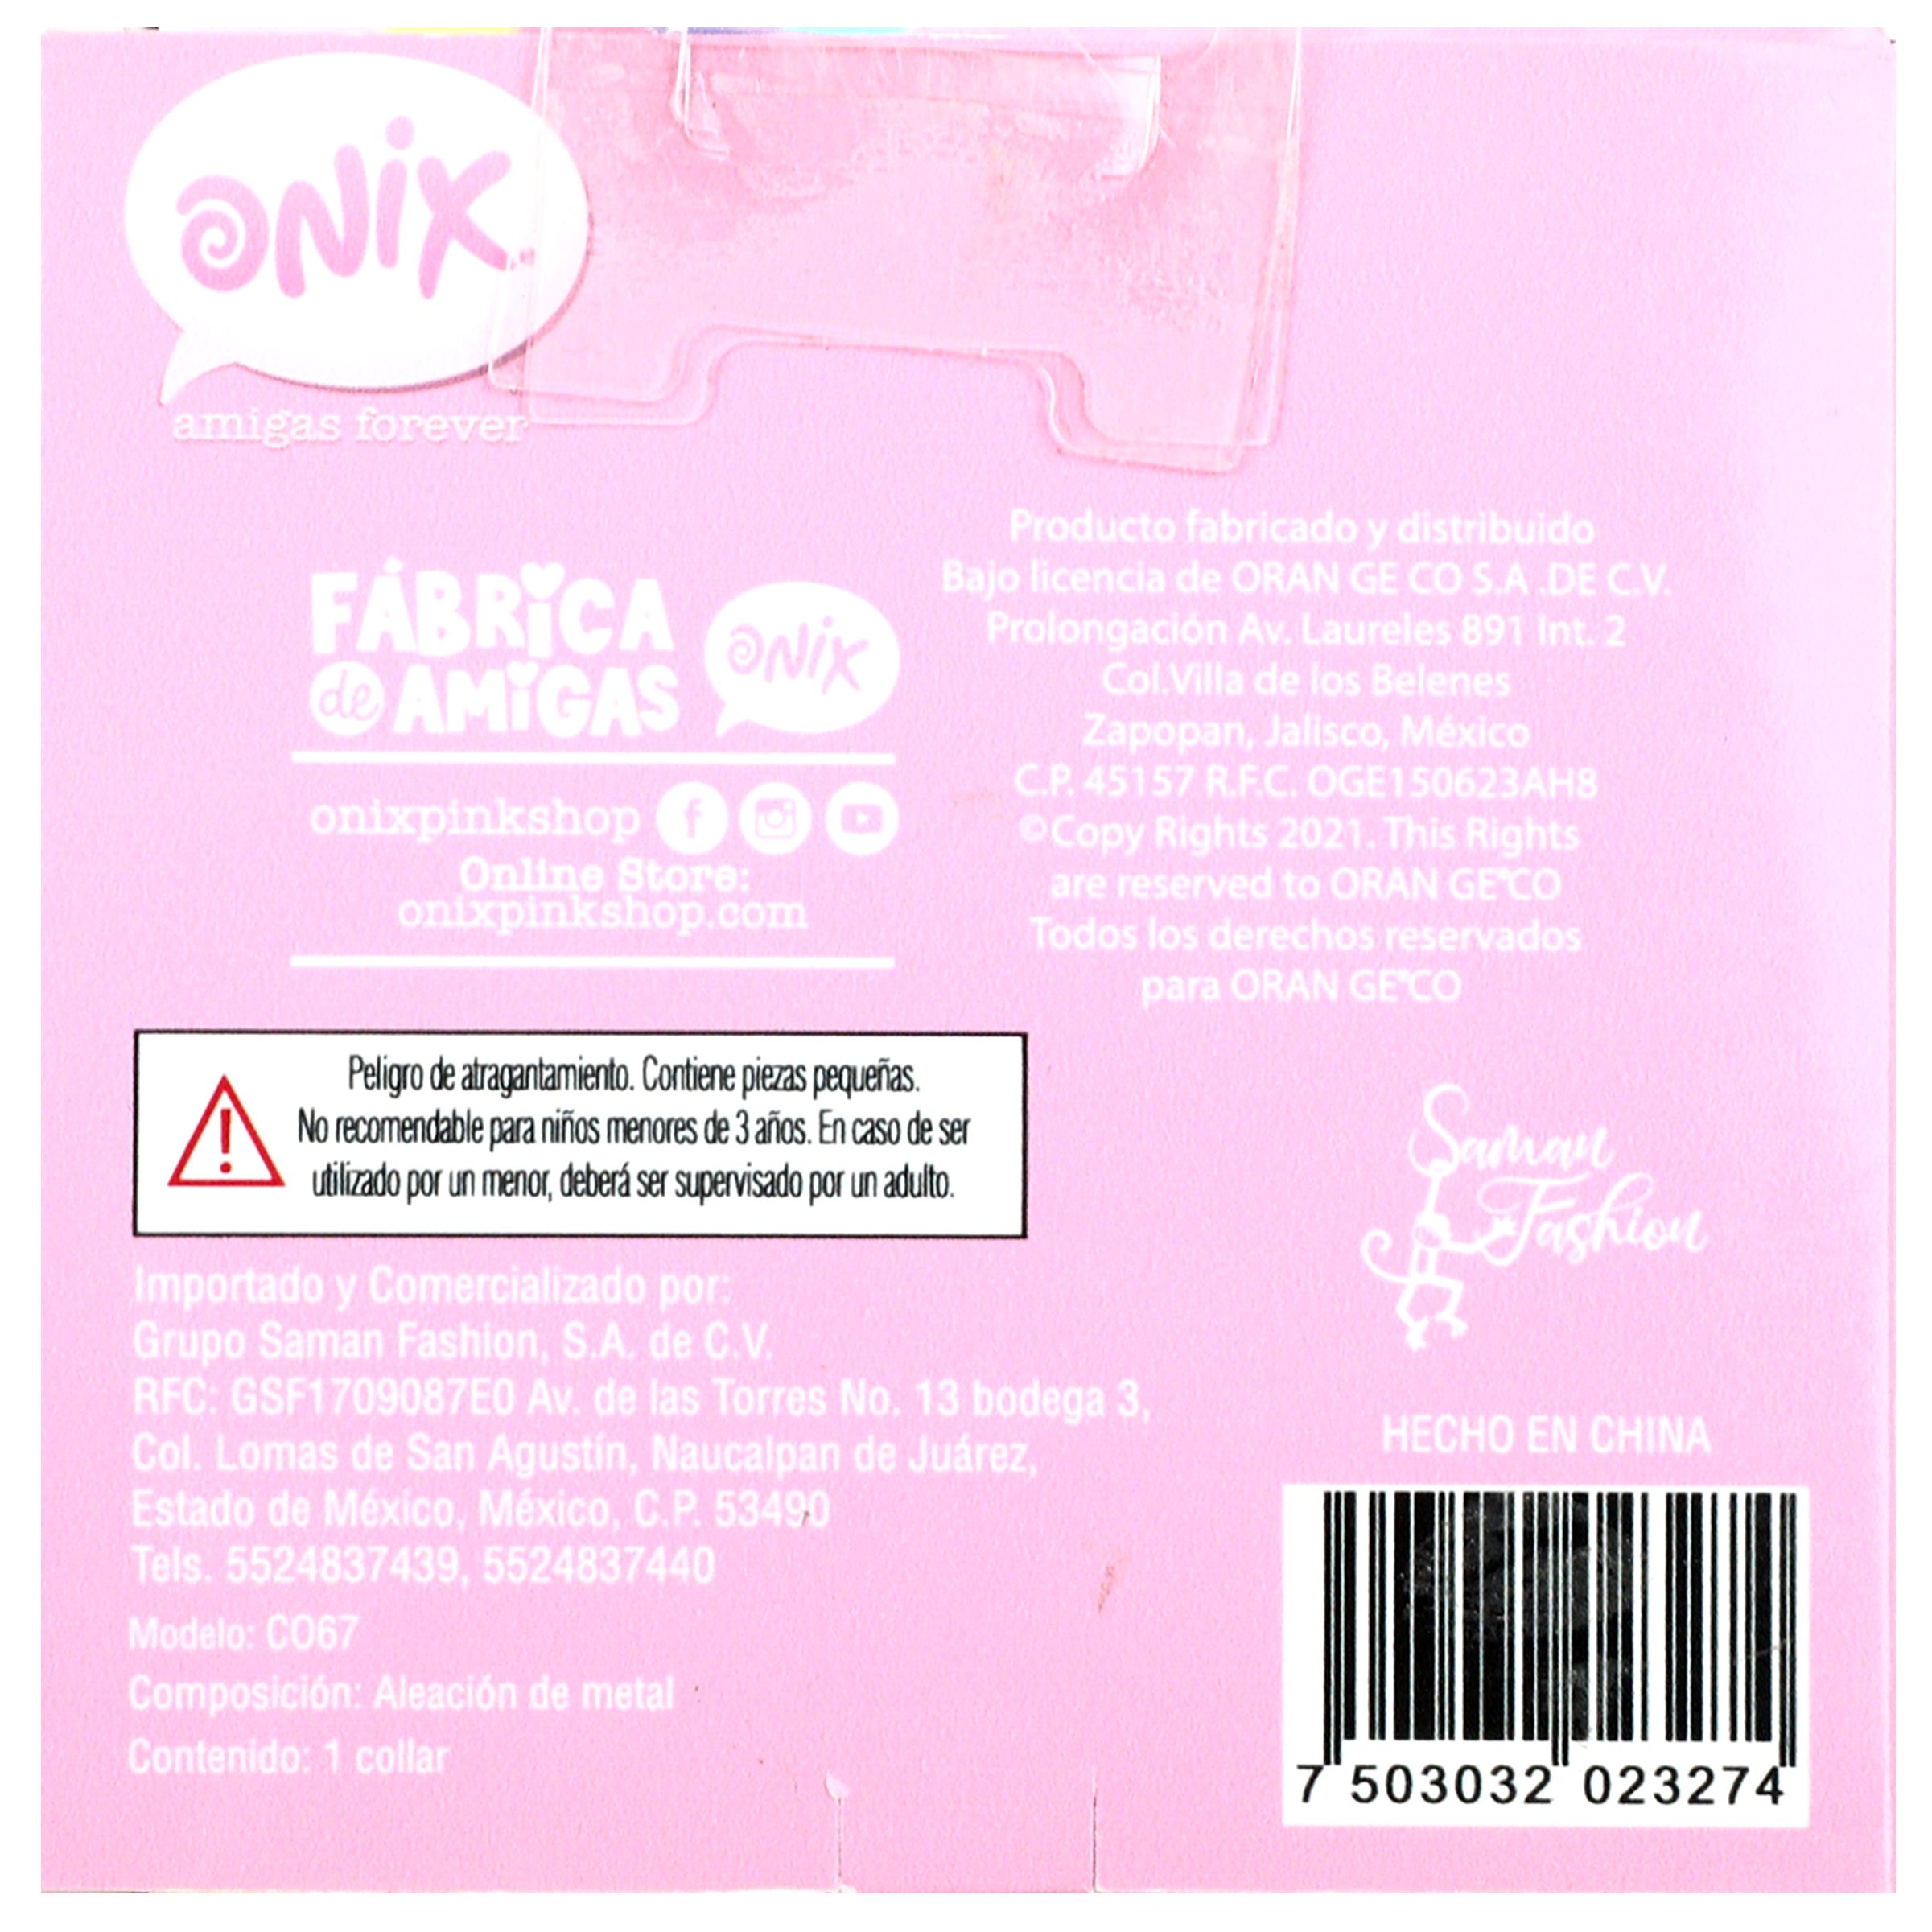 ONiX
amigas forever
FÁBRiCA
de AMiGAS
ONiX
onixpinkshop
Online Store:
onixpinkshop.com
Producto fabricado y distribuido
Bajo licencia de ORAN GE CO S.A .DE C.V.
Prolongación Av. Laureles 891 Int. 2
Col.Villa de los Belenes
Zapopan, Jalisco, México
C.P. 45157 R.F.C. OGE150623AH8
©Copy Rights 2021. This Rights
are reserved to ORAN GE®CO
Todos los derechos reservados
para ORAN GE®CO
Peligro de atragantamiento. Contiene piezas pequeñas.
No recomendable para niños menores de 3 años. En caso de ser
utilizado por un menor, deberá ser supervisado por un adulto.
Importado y Comercializado por:
Grupo Saman Fashion, S.A. de C.V.
RFC: GSF1709087E0 Av. de las Torres No. 13 bodega 3,
Col. Lomas de San Agustín, Naucalpan de Juárez,
Estado de México, México, C.P. 53490
Tels. 5524837439, 5524837440
Modelo: CO67
Composición: Aleación de metal
Contenido: 1 collar
Saman
Fashion
HECHO EN CHINA
7 503032 023274